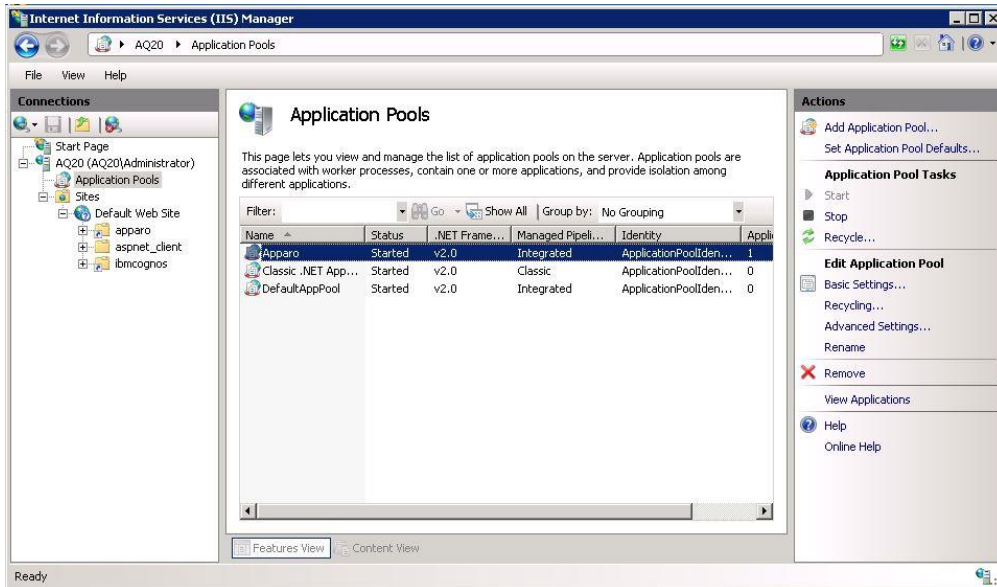 Internet Information Services (IIS) Manager
AQ20 Application Pools
File View Help
Connections
Start Page
AQ20 (AQ20\Administrator)
Application Pools
Sites
Default Web Site
apparo
aspnet_client
ibmcognos
Application Pools
This page lets you view and manage the list of application pools on the server. Application pools are
associated with worker processes, contain one or more applications, and provide isolation among
different applications.
Filter: Go Show All Group by: No Grouping
Name Status .NET Frame... Managed Pipeli... Identity Appli
Apparo Started v2.0 Integrated ApplicationPoolIden... 1
Classic .NET App... Started v2.0 Classic ApplicationPoolIden... 0
DefaultAppPool Started v2.0 Integrated ApplicationPoolIden... 0
Features View Content View
Actions
Add Application Pool...
Set Application Pool Defaults...
Application Pool Tasks
Start
Stop
Recycle...
Edit Application Pool
Basic Settings...
Recycling...
Advanced Settings...
Rename
Remove
View Applications
Help
Online Help
Ready